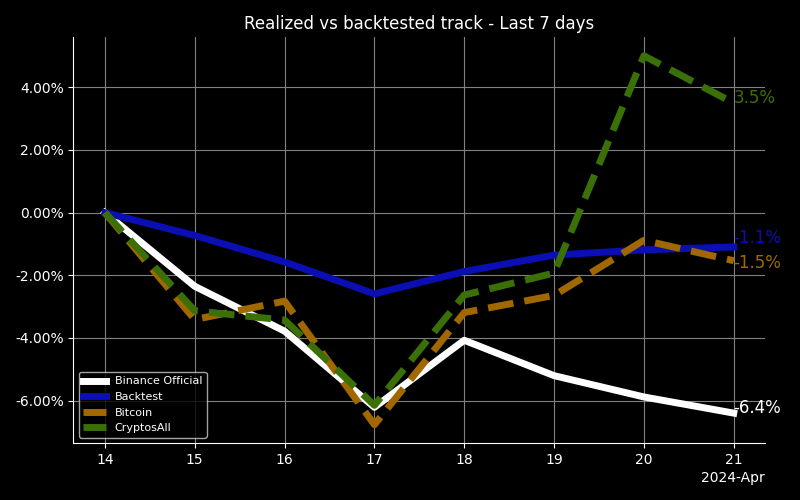 Realized vs backtested track - Last 7 days
4.00%
2.00%
0.00%
-2.00%
-4.00%
-6.00%
3.5%
-1.1%
-1.5%
-6.4%
Binance Official
Backtest
Bitcoin
CryptosAll
14 15 16 17 18 19 20 21
2024-Apr